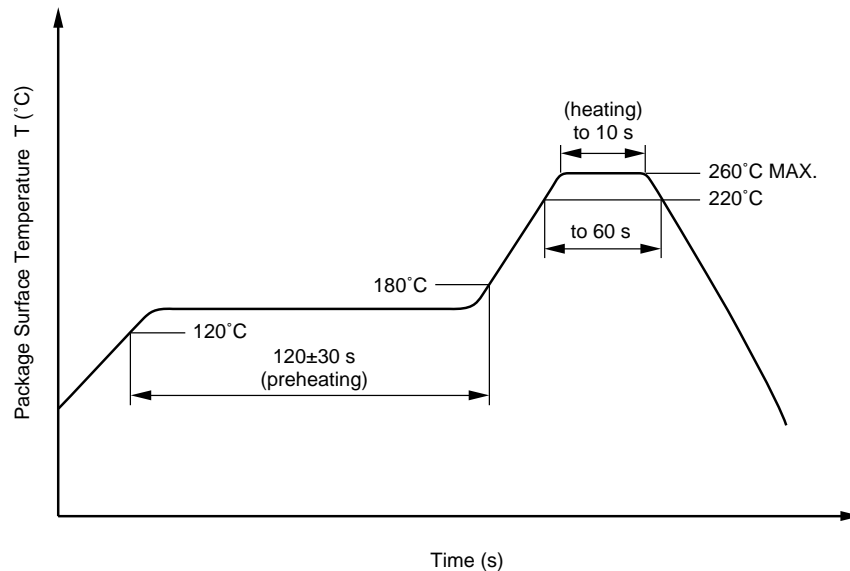 Package Surface Temperature T (˚C)
(heating)
to 10 s
260˚C MAX.
220˚C
to 60 s
180˚C
120˚C
120±30 s
(preheating)
Time (s)